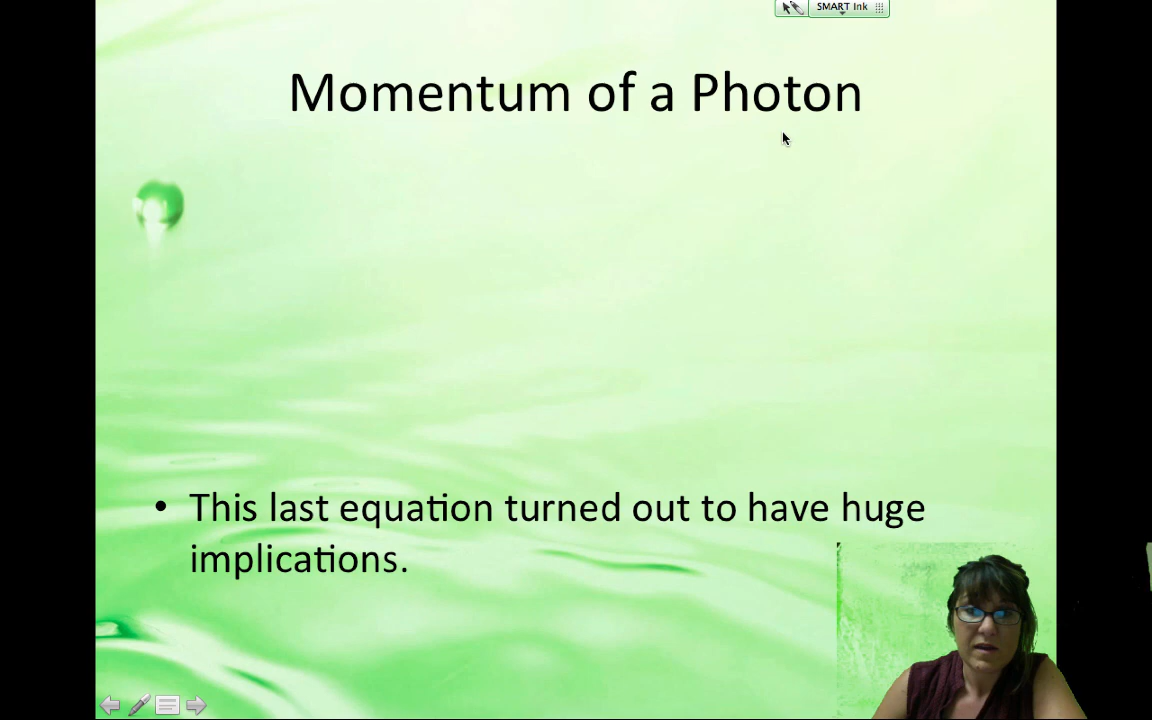 SMART Ink
Momentum of a Photon
• This last equation turned out to have huge
implications.